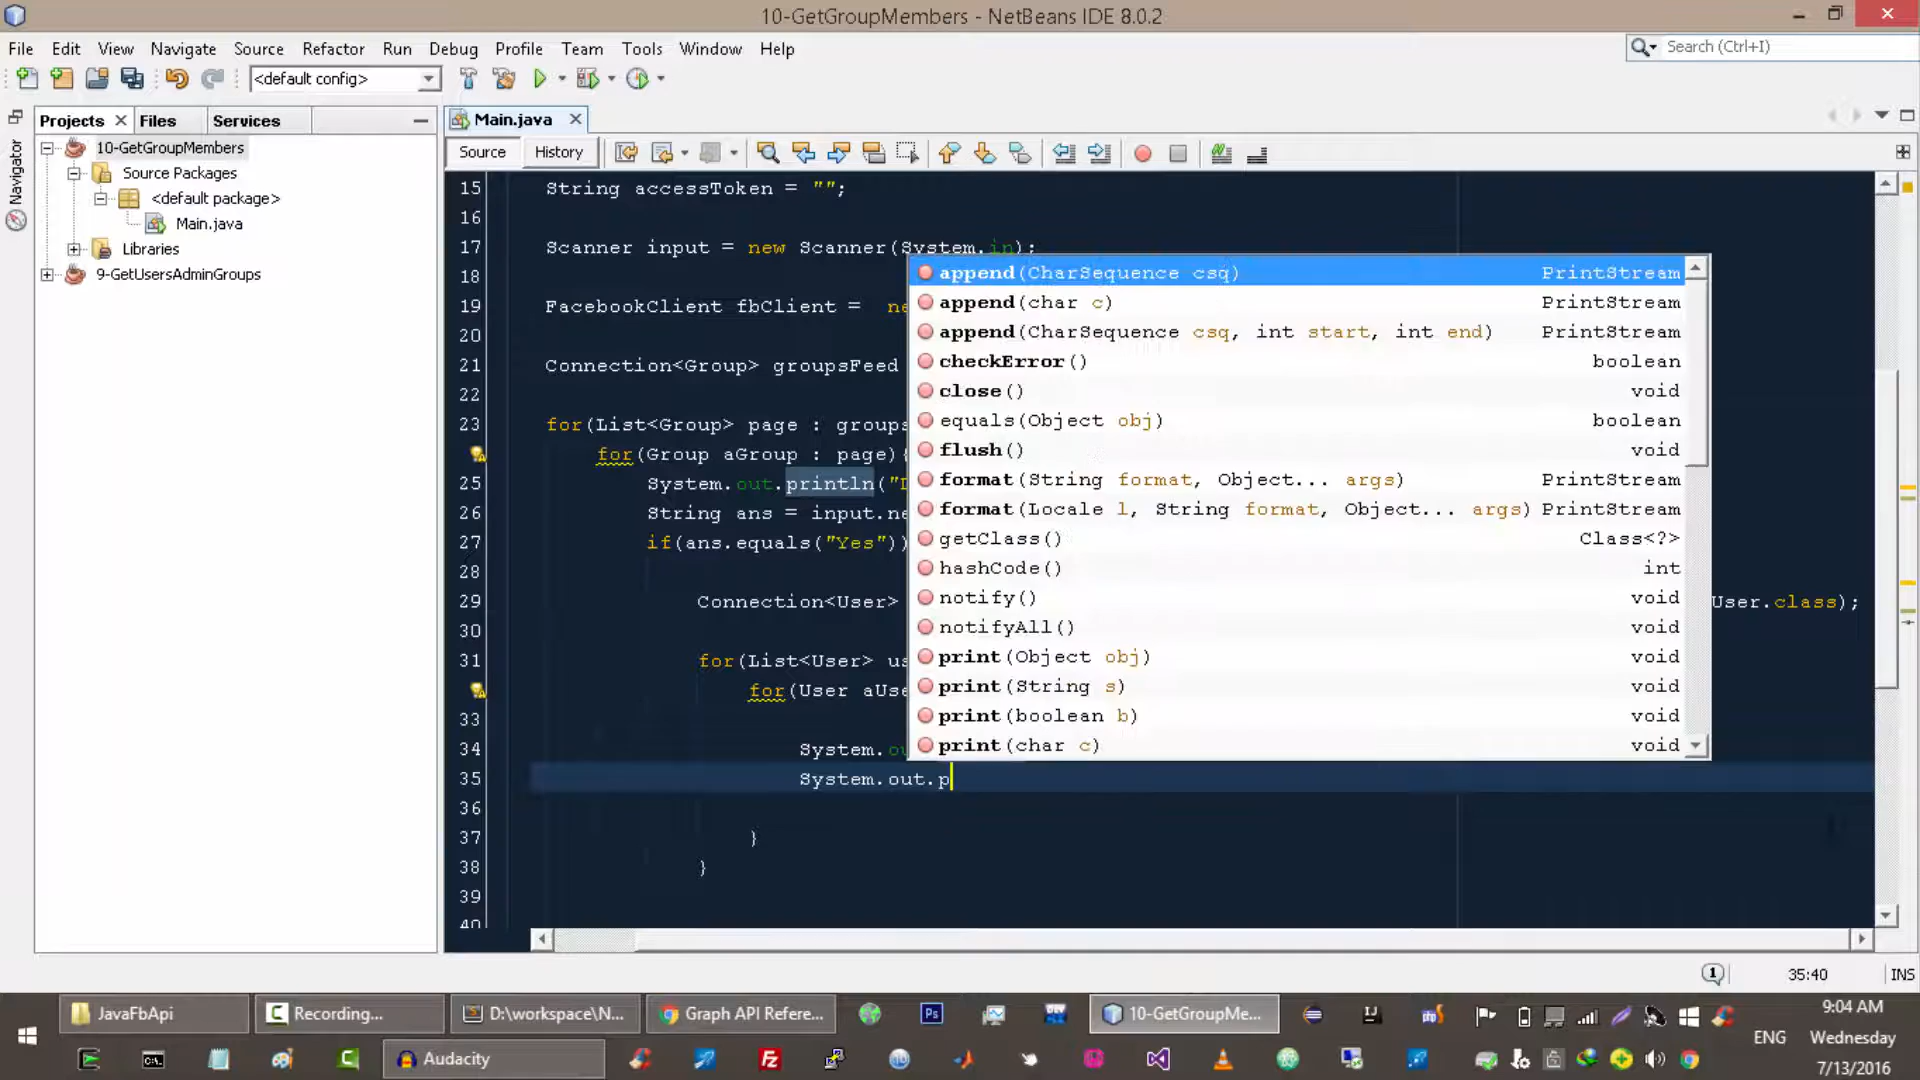 10-GetGroupMembers - NetBeans IDE 8.0.2
File Edit View Navigate Source Refactor Run Debug Profile Team Tools Window Help
Search (Ctrl+I)
<default config>
Projects Files Services
Main.java
Navigator
10-GetGroupMembers
Source Packages
<default package>
Main.java
Libraries
9-GetUsersAdminGroups
Source History
15 String accessToken = "";
16
17 Scanner input = new Scanner(System.in);
18
19 FacebookClient fbClient = ne
20
21 Connection<Group> groupsFeed
22
23 for(List<Group> page : groups
for(Group aGroup : page){
25 System.out.println("D
26 String ans = input.ne
27 if(ans.equals("Yes"))
28
29 Connection<User> User.class);
30
31 for(List<User> us
for(User aUse
33
34 System.ou
35 System.out.p
36
37 }
38 }
39
40
append(CharSequence csq) PrintStream
append(char c) PrintStream
append(CharSequence csq, int start, int end) PrintStream
checkError() boolean
close() void
equals(Object obj) boolean
flush() void
format(String format, Object... args) PrintStream
format(Locale l, String format, Object... args) PrintStream
getClass() Class<?>
hashCode() int
notify() void
notifyAll() void
print(Object obj) void
print(String s) void
print(boolean b) void
print(char c) void
1 35:40 INS
JavaFbApi Recording... D:\workspace\N... Graph API Refere... Ps 10-GetGroupMe...
Audacity
ENG
9:04 AM
Wednesday
7/13/2016